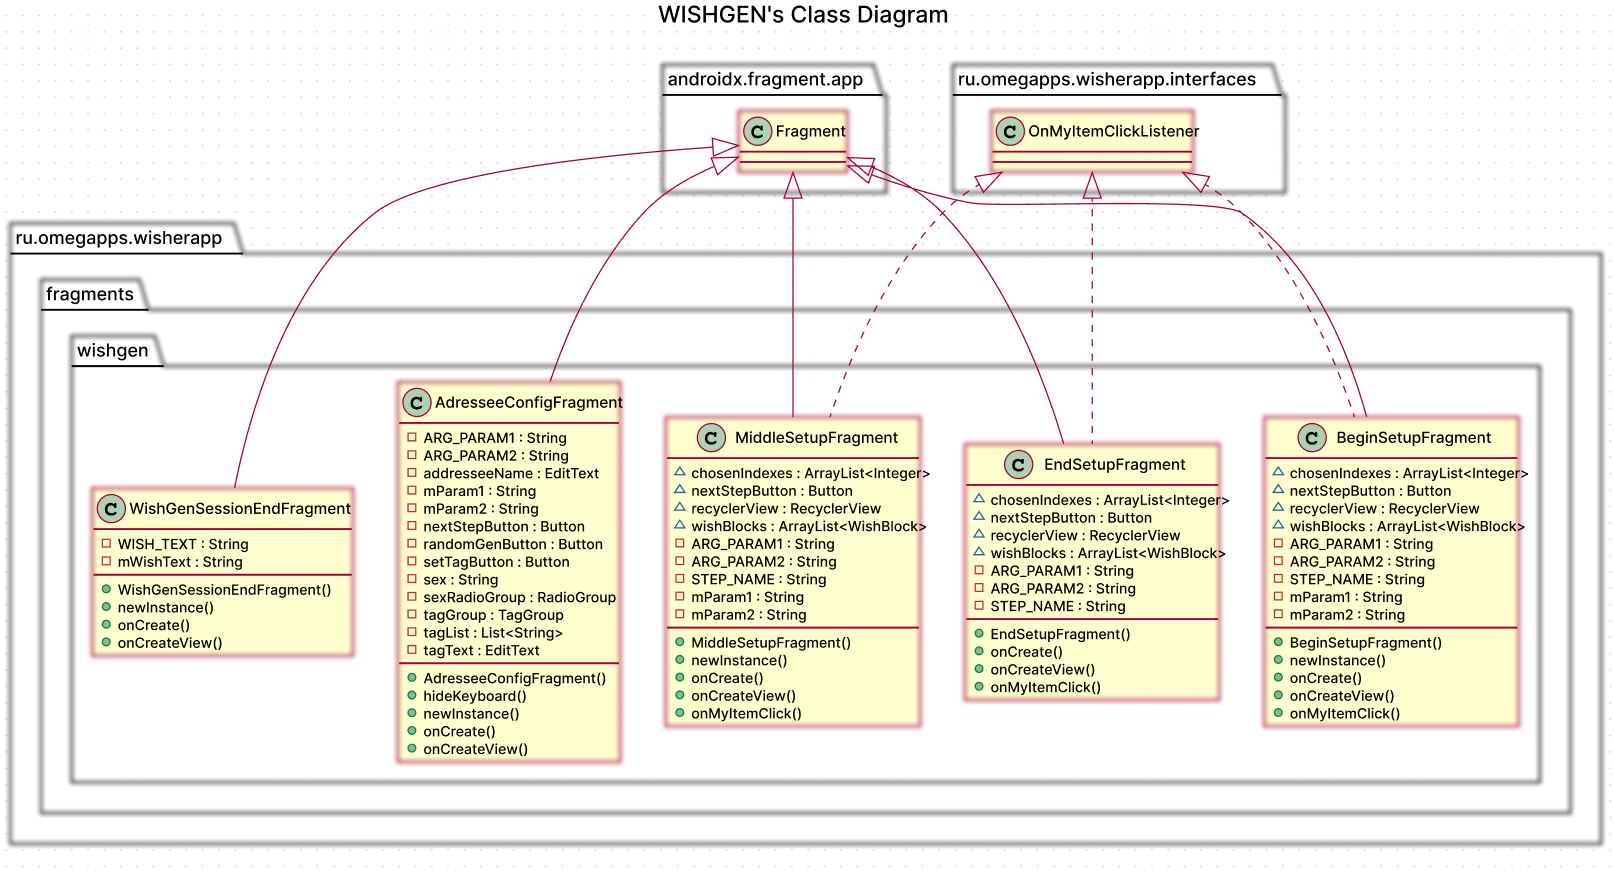 WISHGEN's Class Diagram
androidx.fragment.app
C Fragment
ru.omegapps.wisherapp.interfaces
C OnMyItemClickListener
ru.omegapps.wisherapp
fragments
wishgen
C WishGenSessionEndFragment
WISH_TEXT : String
mWishText : String
WishGenSessionEndFragment()
newInstance()
onCreate()
onCreateView()
C AdresseeConfigFragment
ARG_PARAM1 : String
ARG_PARAM2 : String
addresseeName : EditText
mParam1 : String
mParam2 : String
nextStepButton : Button
randomGenButton : Button
setTagButton : Button
sex : String
sexRadioGroup : RadioGroup
tagGroup : TagGroup
tagList : List<String>
tagText : EditText
AdresseeConfigFragment()
hideKeyboard()
newInstance()
onCreate()
onCreateView()
C MiddleSetupFragment
chosenIndexes : ArrayList<Integer>
nextStepButton : Button
recyclerView : RecyclerView
wishBlocks : ArrayList<WishBlock>
ARG_PARAM1 : String
ARG_PARAM2 : String
STEP_NAME : String
mParam1 : String
mParam2 : String
MiddleSetupFragment()
newInstance()
onCreate()
onCreateView()
onMyItemClick()
C EndSetupFragment
chosenIndexes : ArrayList<Integer>
nextStepButton : Button
recyclerView : RecyclerView
wishBlocks : ArrayList<WishBlock>
ARG_PARAM1 : String
ARG_PARAM2 : String
STEP_NAME : String
EndSetupFragment()
onCreate()
onCreateView()
onMyItemClick()
C BeginSetupFragment
chosenIndexes : ArrayList<Integer>
nextStepButton : Button
recyclerView : RecyclerView
wishBlocks : ArrayList<WishBlock>
ARG_PARAM1 : String
ARG_PARAM2 : String
STEP_NAME : String
mParam1 : String
mParam2 : String
BeginSetupFragment()
newInstance()
onCreate()
onCreateView()
onMyItemClick()